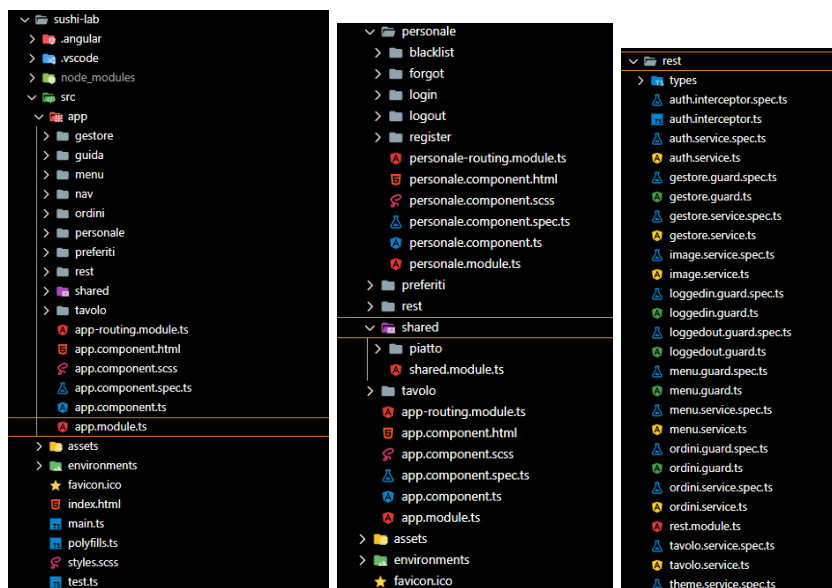 sushi-lab
.angular
.vscode
node_modules
src
app
gestore
guida
menu
nav
ordini
personale
preferiti
rest
shared
tavolo
app-routing.module.ts
app.component.html
app.component.scss
app.component.spec.ts
app.component.ts
app.module.ts
assets
environments
favicon.ico
index.html
main.ts
polyfills.ts
styles.scss
test.ts
personale
blacklist
forgot
login
logout
register
personale-routing.module.ts
personale.component.html
personale.component.scss
personale.component.spec.ts
personale.component.ts
personale.module.ts
preferiti
rest
shared
piatto
shared.module.ts
tavolo
app-routing.module.ts
app.component.html
app.component.scss
app.component.spec.ts
app.component.ts
app.module.ts
assets
environments
favicon.ico
rest
types
auth.interceptor.spec.ts
auth.interceptor.ts
auth.service.spec.ts
auth.service.ts
gestore.guard.spec.ts
gestore.guard.ts
gestore.service.spec.ts
gestore.service.ts
image.service.spec.ts
image.service.ts
loggedin.guard.spec.ts
loggedin.guard.ts
loggedout.guard.spec.ts
loggedout.guard.ts
menu.guard.spec.ts
menu.guard.ts
menu.service.spec.ts
menu.service.ts
ordini.guard.spec.ts
ordini.guard.ts
ordini.service.spec.ts
ordini.service.ts
rest.module.ts
tavolo.service.spec.ts
tavolo.service.ts
theme.service.spec.ts